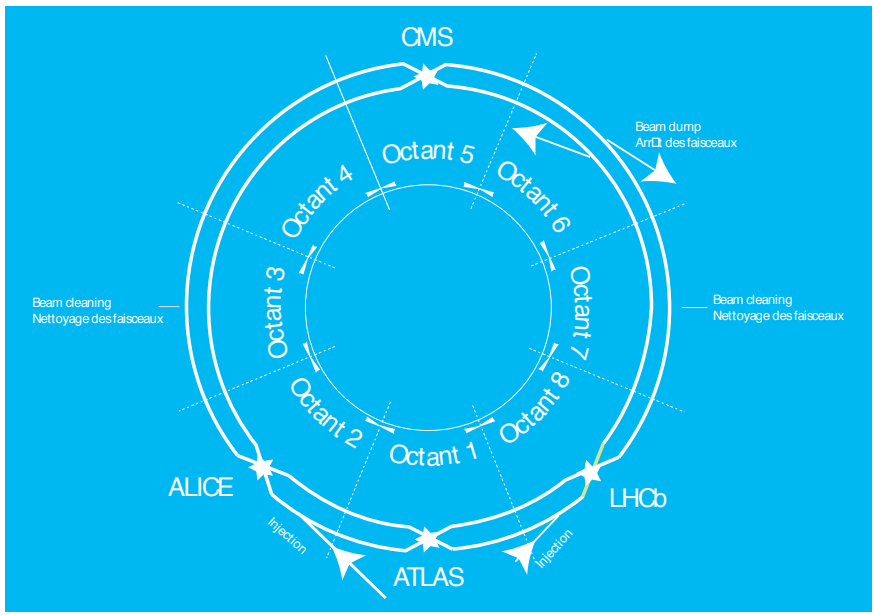 CMS
Beam dump
Arr□t des faisceaux
Octant 5
Octant 4
Octant 6
Octant 3
Octant 7
Beam cleaning
Nettoyage des faisceaux
Beam cleaning
Nettoyage des faisceaux
Octant 2
Octant 8
Octant 1
ALICE
LHCb
Injection
Injection
ATLAS